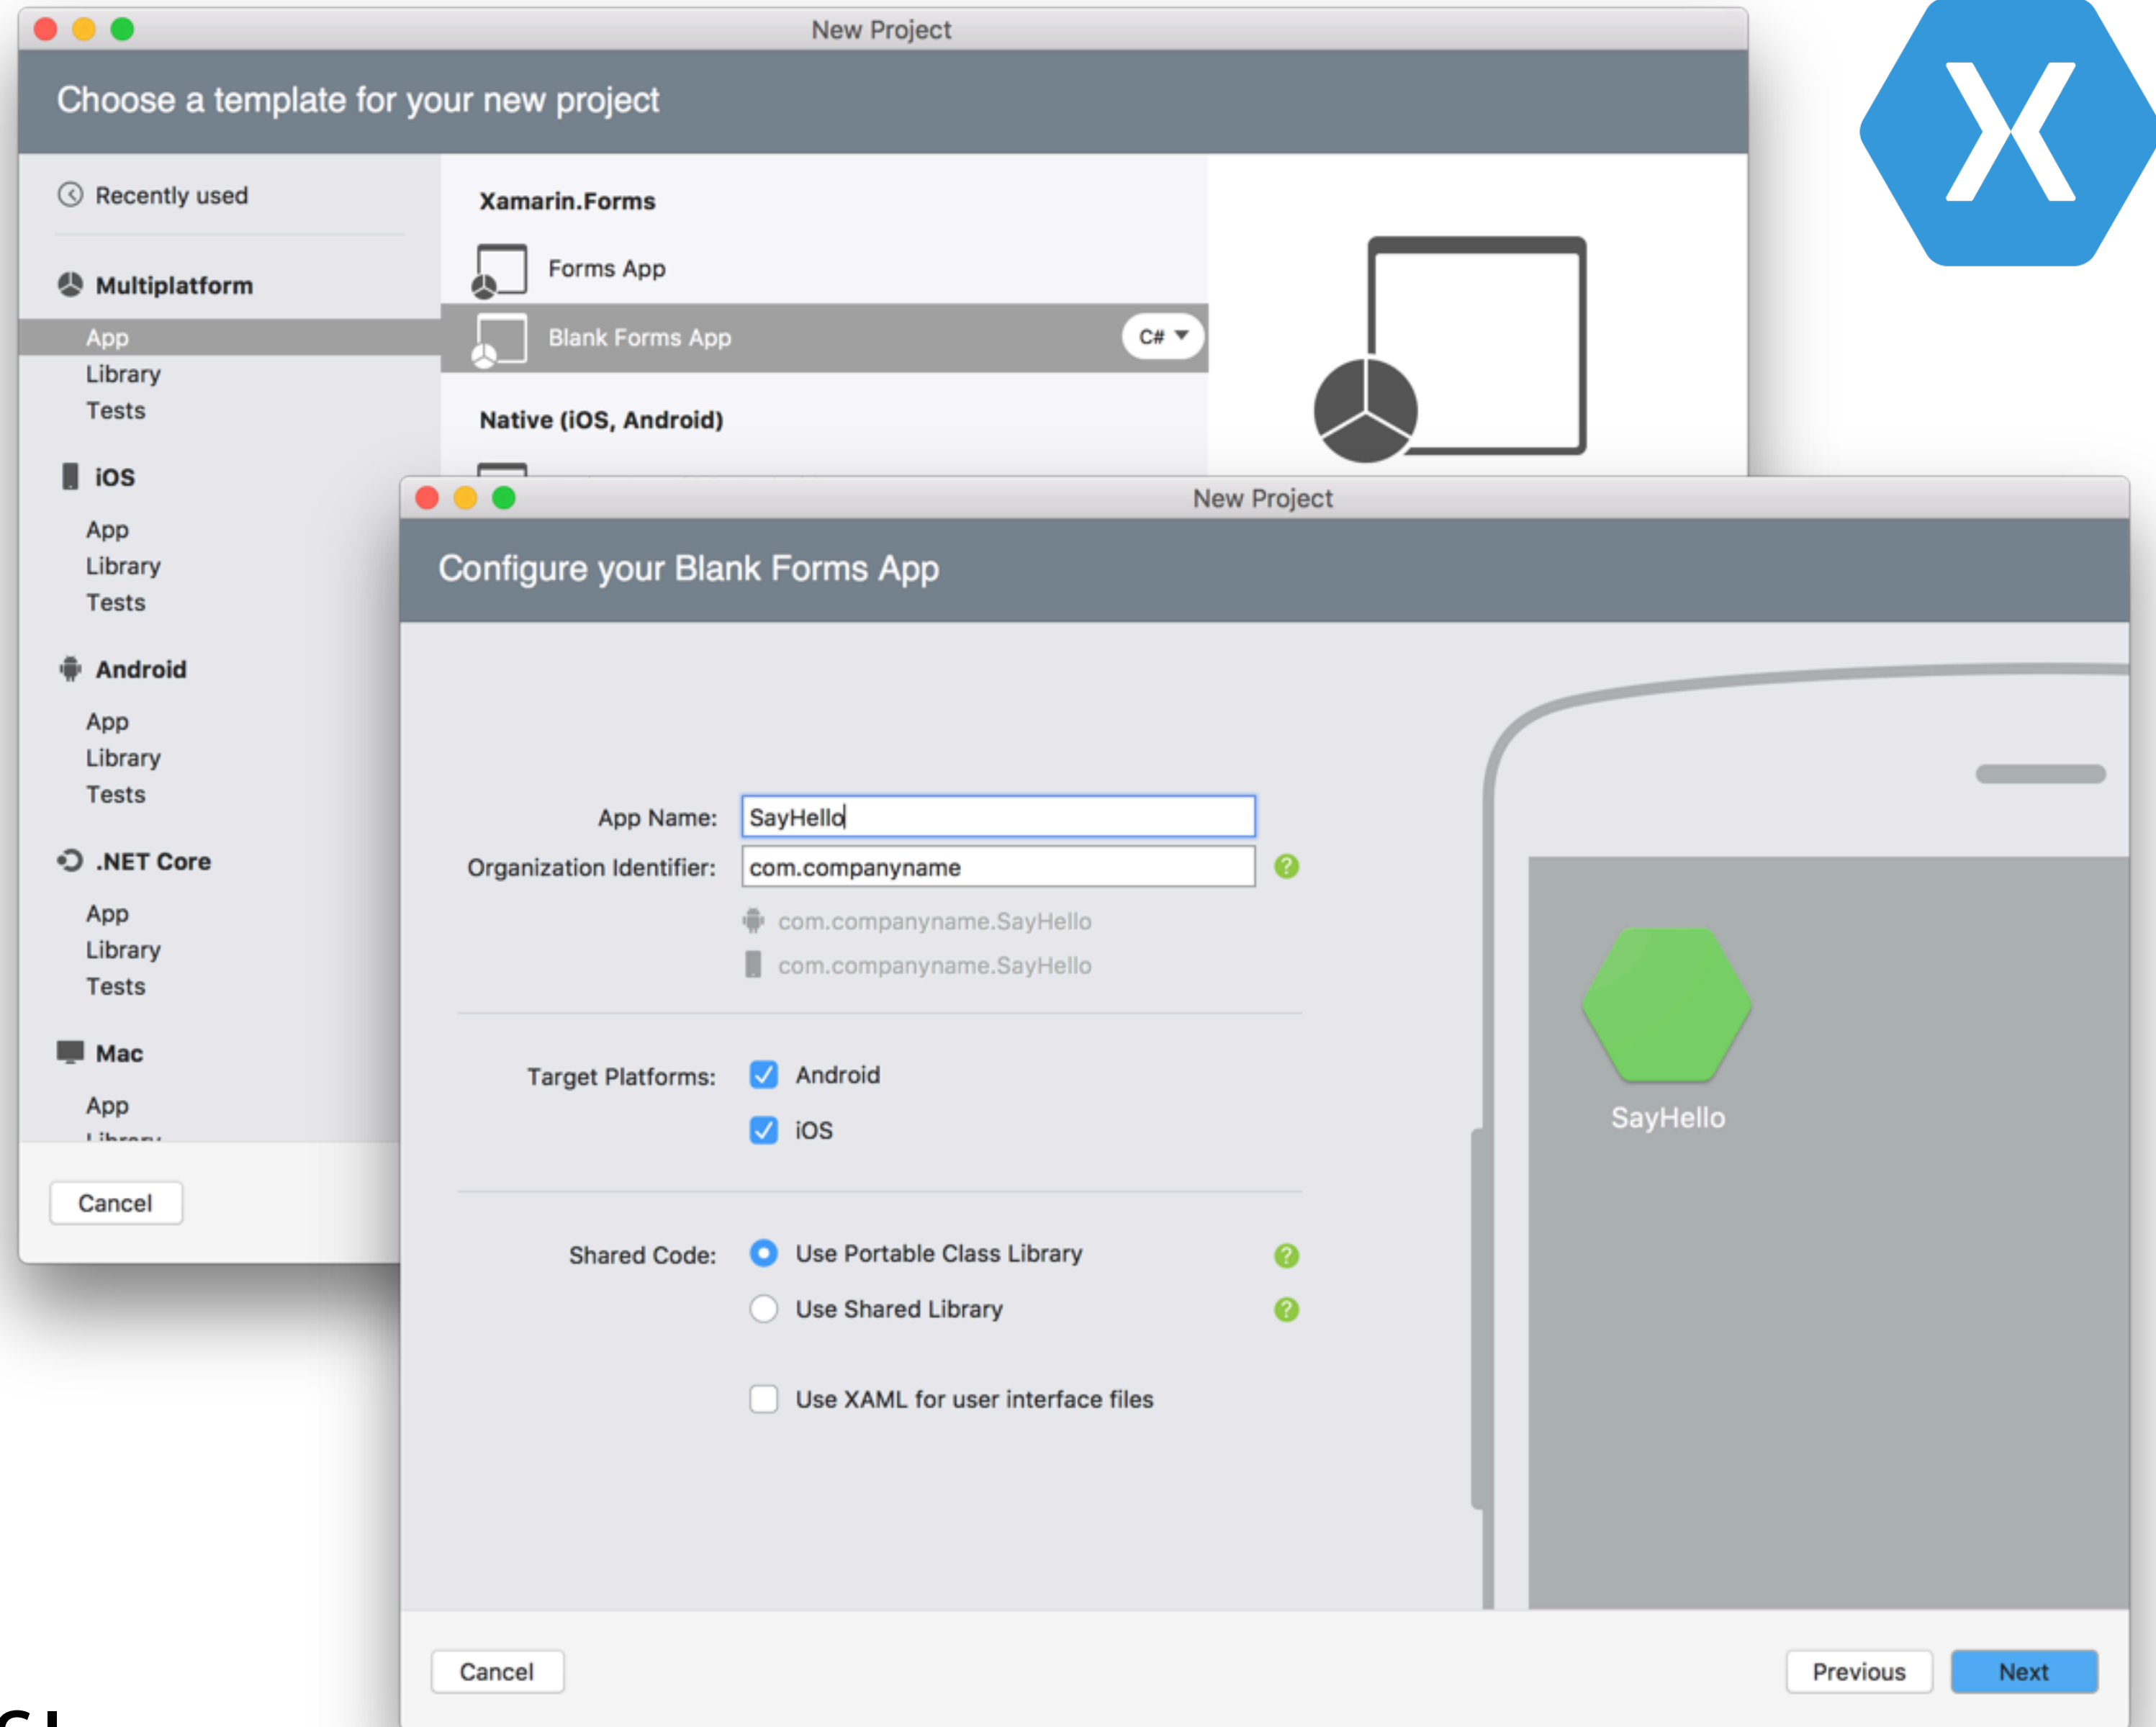 New Project
Choose a template for your new project
Recently used
Multiplatform
App
Library
Tests
iOS
App
Library
Tests
Android
App
Library
Tests
.NET Core
App
Library
Tests
Mac
App
Library
Cancel
Xamarin.Forms
Forms App
Blank Forms App C#
Native (iOS, Android)
X
New Project
Configure your Blank Forms App
App Name: SayHello
Organization Identifier: com.companyname ?
com.companyname.SayHello
com.companyname.SayHello
Target Platforms: Android
iOS
Shared Code: Use Portable Class Library ?
Use Shared Library ?
Use XAML for user interface files
SayHello
Cancel Previous Next